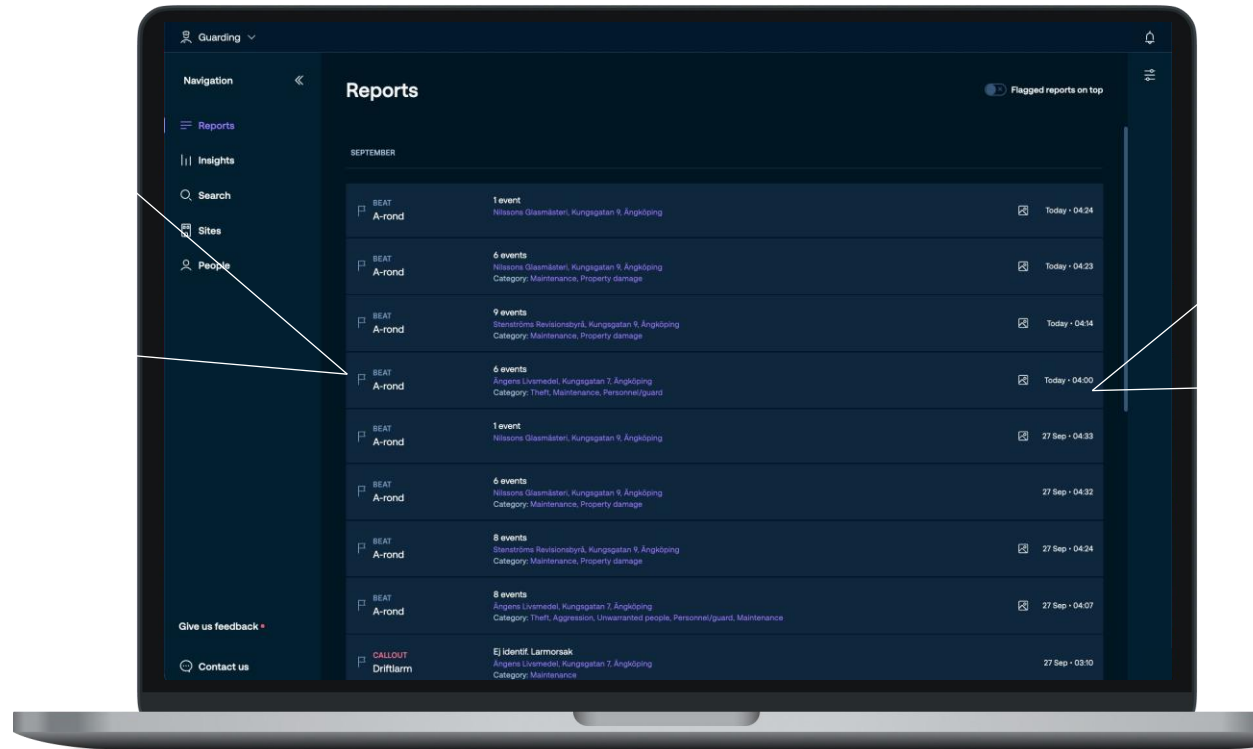 Guarding
Navigation
Reports
Insights
Search
Sites
People
Give us feedback
Contact us
Reports
Flagged reports on top
SEPTEMBER
BEAT
A-rond
1 event
Nilssons Glasmästeri, Kungsgatan 9, Ängköping
Today · 04:24
BEAT
A-rond
6 events
Nilssons Glasmästeri, Kungsgatan 9, Ängköping
Category: Maintenance, Property damage
Today · 04:23
BEAT
A-rond
9 events
Stenströms Revisionsbyrå, Kungsgatan 9, Ängköping
Category: Maintenance, Property damage
Today · 04:14
BEAT
A-rond
6 events
Ängens Livsmedel, Kungsgatan 7, Ängköping
Category: Theft, Maintenance, Personnel/guard
Today · 04:00
BEAT
A-rond
1 event
Nilssons Glasmästeri, Kungsgatan 9, Ängköping
27 Sep · 04:33
BEAT
A-rond
6 events
Nilssons Glasmästeri, Kungsgatan 9, Ängköping
Category: Maintenance, Property damage
27 Sep · 04:32
BEAT
A-rond
8 events
Stenströms Revisionsbyrå, Kungsgatan 9, Ängköping
Category: Maintenance, Property damage
27 Sep · 04:24
BEAT
A-rond
8 events
Ängens Livsmedel, Kungsgatan 7, Ängköping
Category: Theft, Aggression, Unwarranted people, Personnel/guard, Maintenance
27 Sep · 04:07
CALLOUT
Driftlarm
Ej identif. Larmorsak
Ängens Livsmedel, Kungsgatan 7, Ängköping
Category: Maintenance
27 Sep · 03:10